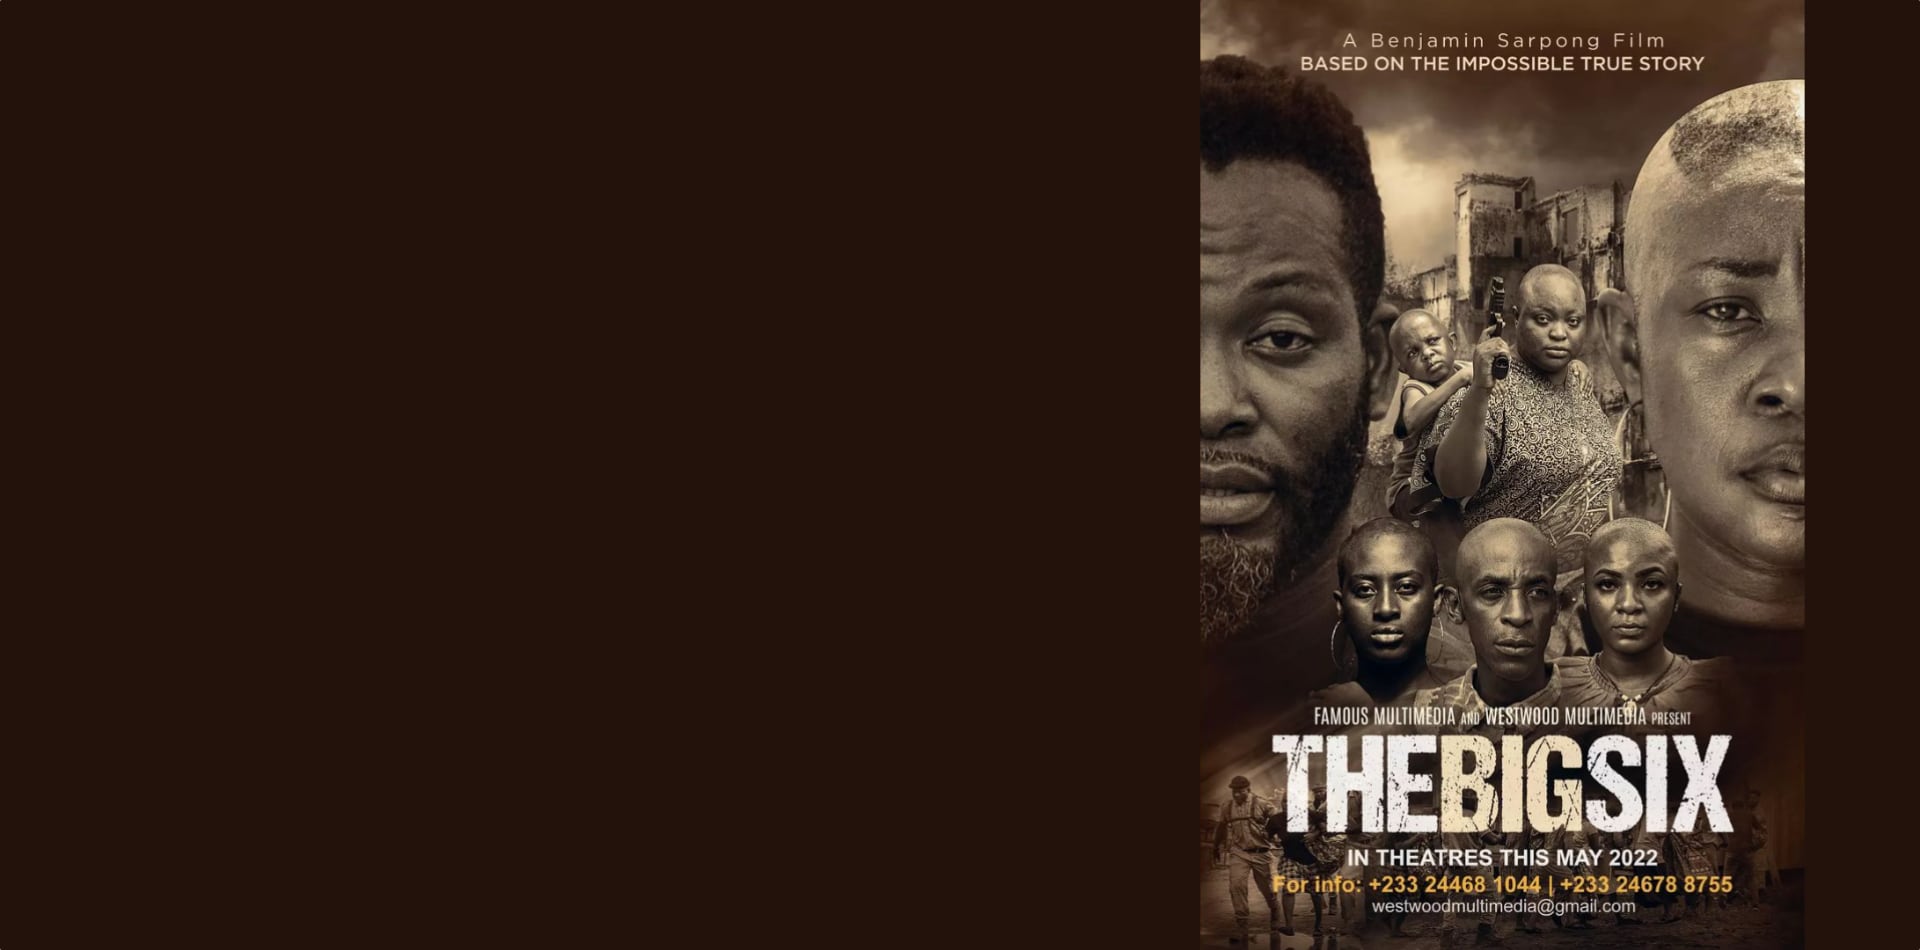 A Benjamin Sarpong Film
BASED ON THE IMPOSSIBLE TRUE STORY
FAMOUS MULTIMEDIA AND WESTWOOD MULTIMEDIA PRESENT
THEBIGSIX
IN THEATRES THIS MAY 2022
For info: +233 24468 1044 | +233 24678 8755
westwoodmultimedia@gmail.com